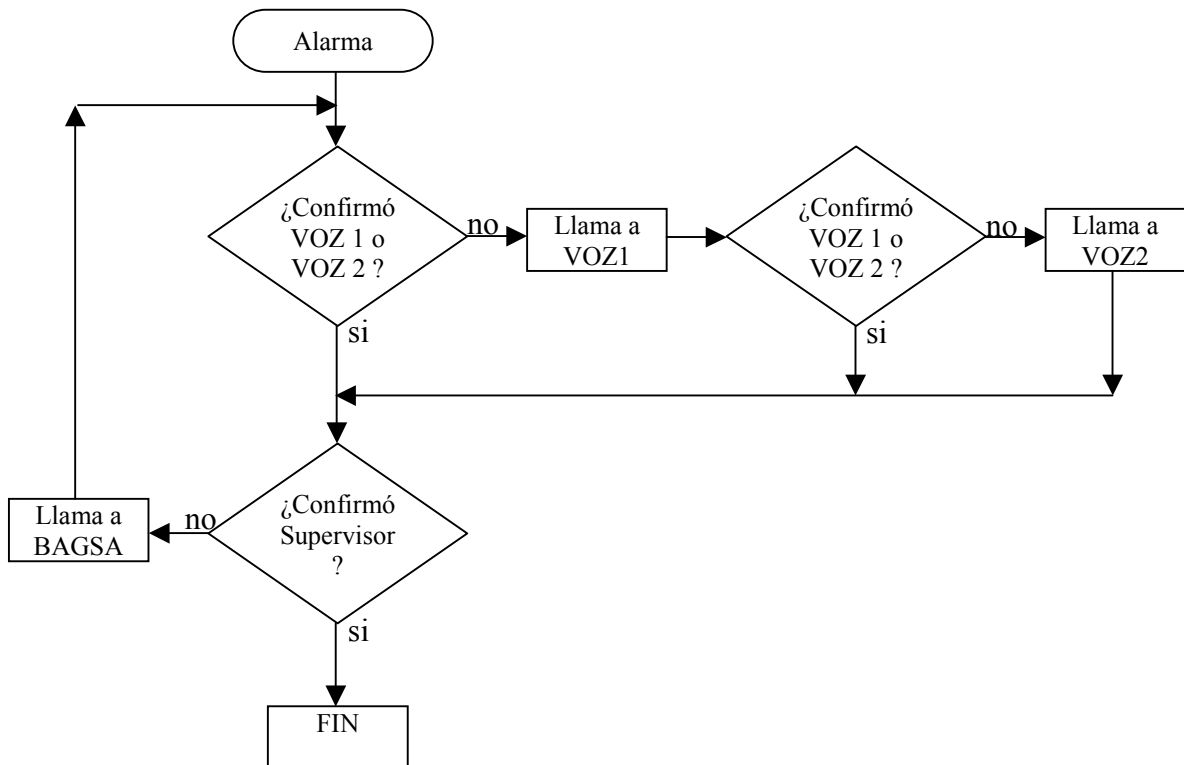 Alarma
¿Confirmó
VOZ 1 o
VOZ 2 ?
no
Llama a
VOZ1
¿Confirmó
VOZ 1 o
VOZ 2 ?
no
Llama a
VOZ2
si
si
¿Confirmó
Supervisor
?
no
Llama a
BAGSA
si
FIN